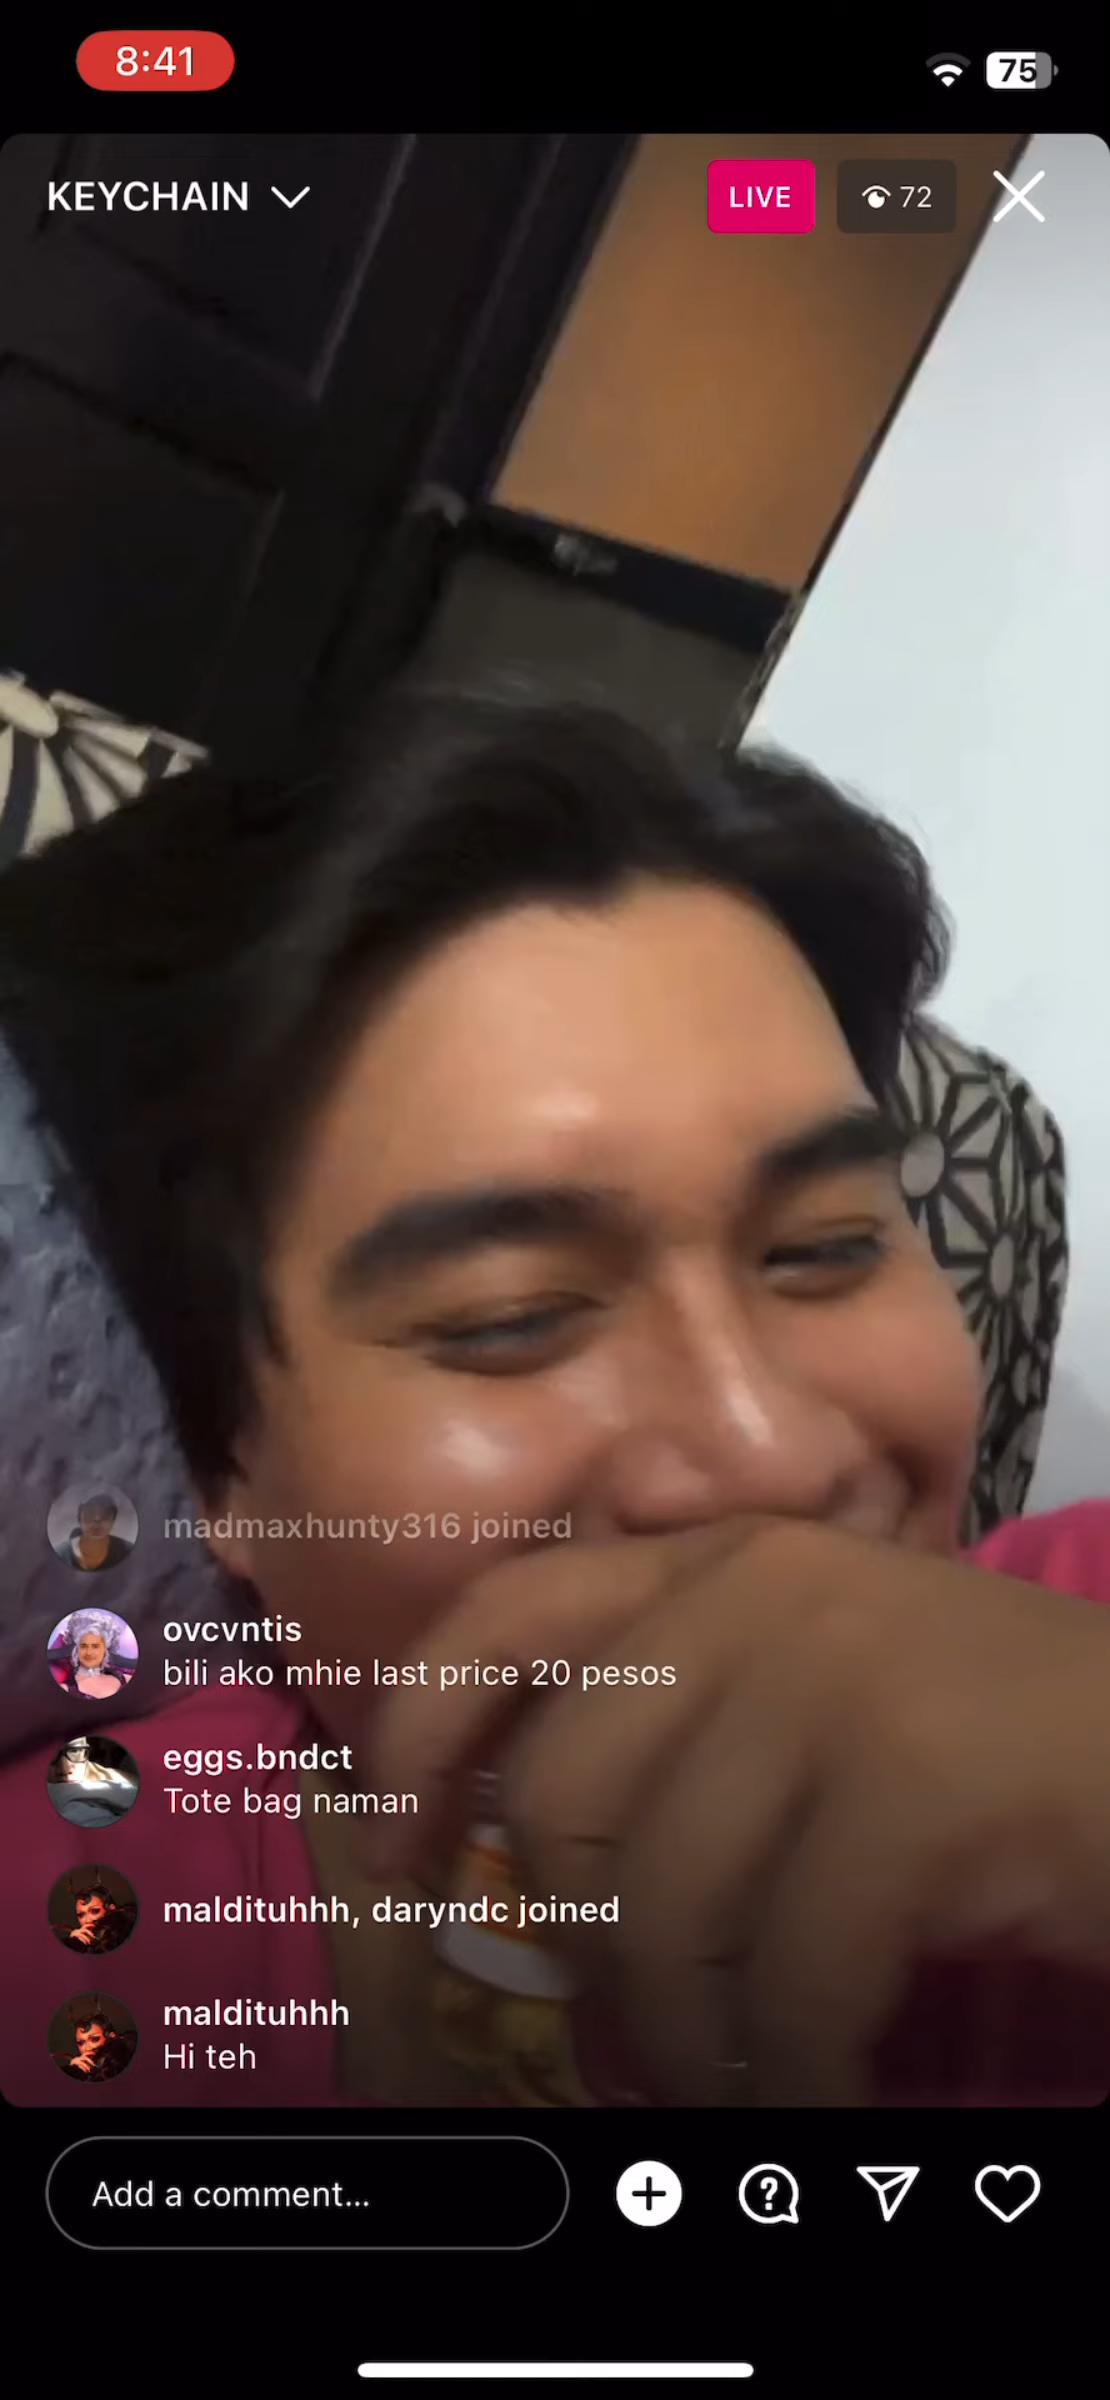 8:41
75
KEYCHAIN
LIVE
72
madmaxhunty316 joined
ovcvntis
bili ako mhie last price 20 pesos
eggs.bndct
Tote bag naman
maldituhhh, daryndc joined
maldituhhh
Hi teh
Add a comment...